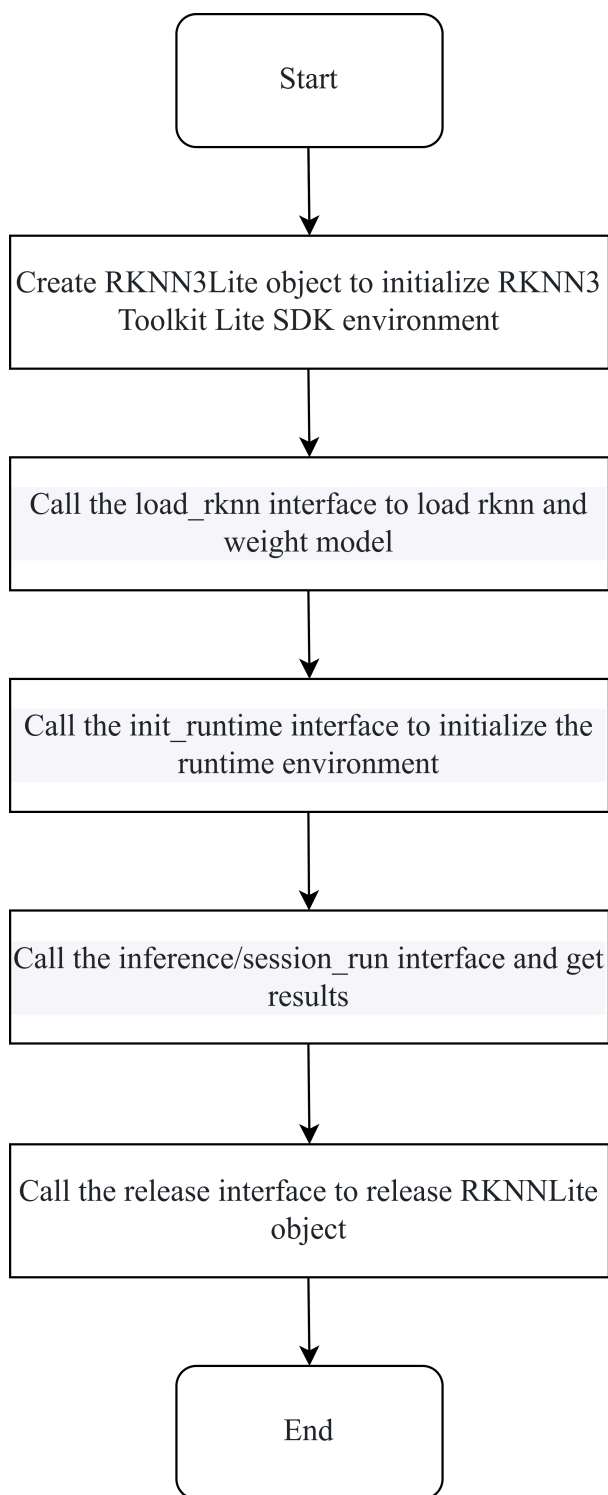 Start
Create RKNN3Lite object to initialize RKNN3
Toolkit Lite SDK environment
Call the load_rknn interface to load rknn and
weight model
Call the init_runtime interface to initialize the
runtime environment
Call the inference/session_run interface and get
results
Call the release interface to release RKNNLite
object
End